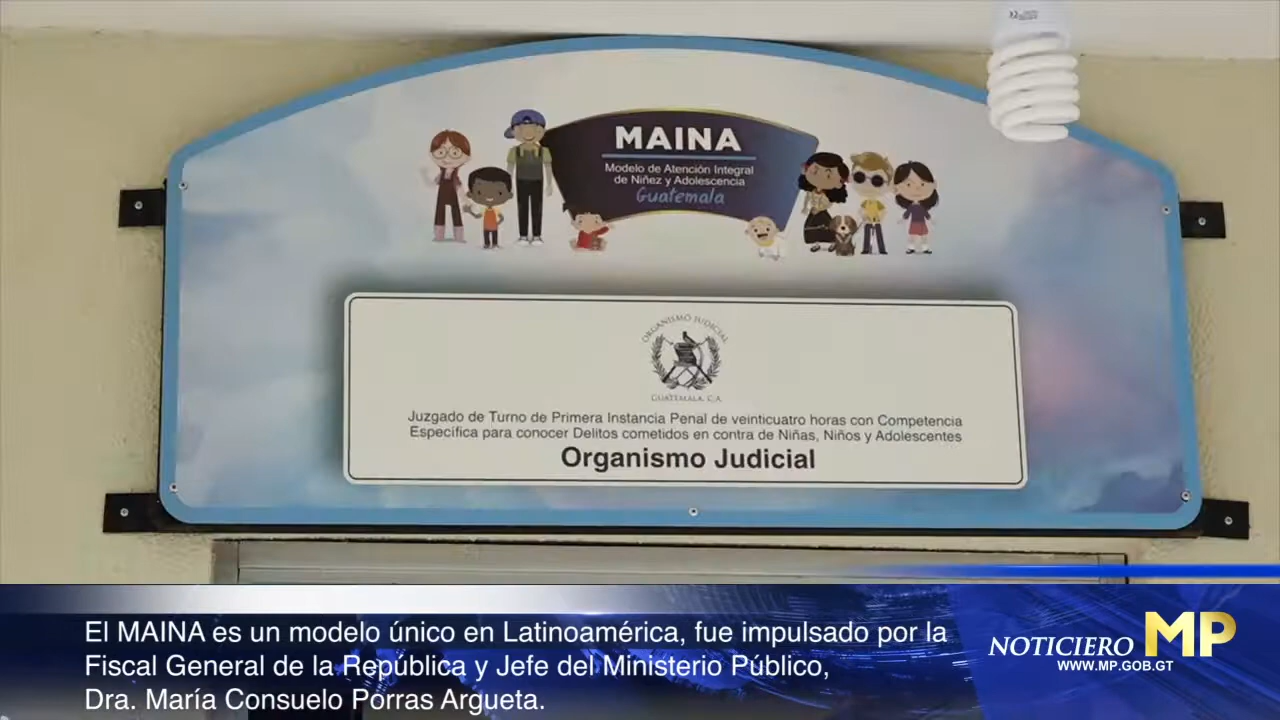 MAINA
Modelo de Atención Integral
de Niñez y Adolescencia
Guatemala
ORGANISMO JUDICIAL
GUATEMALA, C.A.
Juzgado de Turno de Primera Instancia Penal de veinticuatro horas con Competencia
Específica para conocer Delitos cometidos en contra de Niñas, Niños y Adolescentes
Organismo Judicial
El MAINA es un modelo único en Latinoamérica, fue impulsado por la
Fiscal General de la República y Jefe del Ministerio Público,
Dra. María Consuelo Porras Argueta.
NOTICIERO MP
WWW.MP.GOB.GT